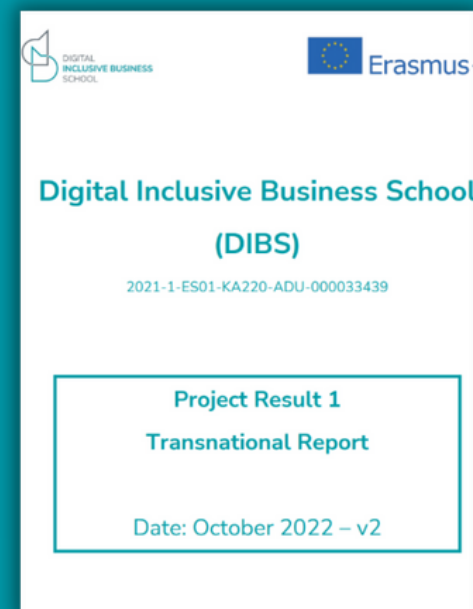 DIGITAL
INCLUSIVE BUSINESS
SCHOOL
Erasmus+
Digital Inclusive Business School
(DIBS)
2021-1-ES01-KA220-ADU-000033439
Project Result 1
Transnational Report
Date: October 2022 – v2